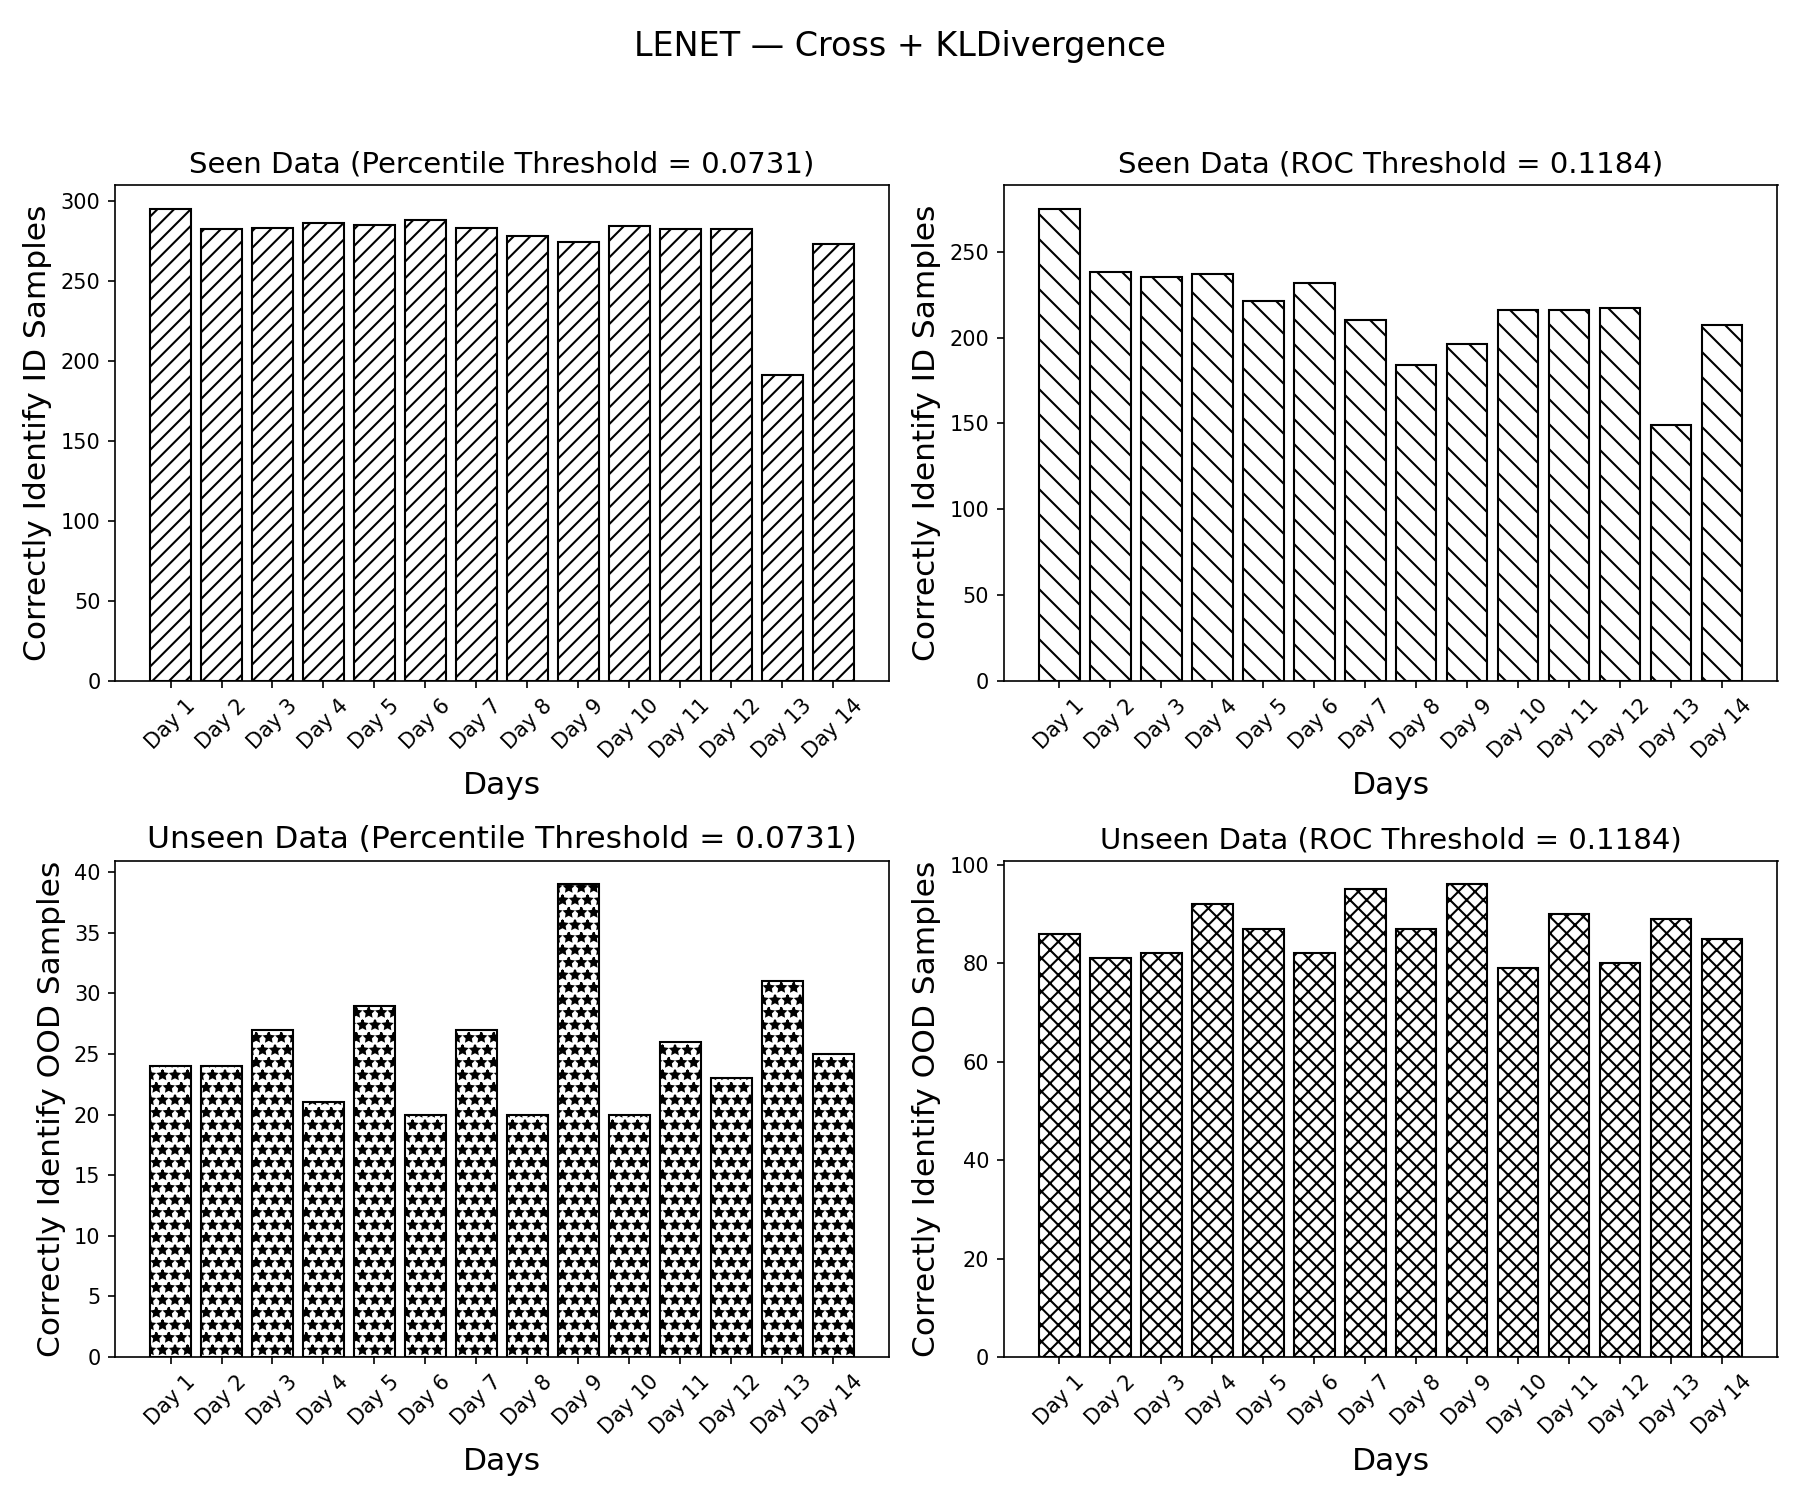 LENET — Cross + KLDivergence
Seen Data (Percentile Threshold = 0.0731)
Correctly Identify ID Samples
300
250
200
150
100
50
0
Day 1 Day 2 Day 3 Day 4 Day 5 Day 6 Day 7 Day 8 Day 9 Day 10 Day 11 Day 12 Day 13 Day 14
Days
Seen Data (ROC Threshold = 0.1184)
Correctly Identify ID Samples
250
200
150
100
50
0
Day 1 Day 2 Day 3 Day 4 Day 5 Day 6 Day 7 Day 8 Day 9 Day 10 Day 11 Day 12 Day 13 Day 14
Days
Unseen Data (Percentile Threshold = 0.0731)
Correctly Identify OOD Samples
40
35
30
25
20
15
10
5
0
Day 1 Day 2 Day 3 Day 4 Day 5 Day 6 Day 7 Day 8 Day 9 Day 10 Day 11 Day 12 Day 13 Day 14
Days
Unseen Data (ROC Threshold = 0.1184)
Correctly Identify OOD Samples
100
80
60
40
20
0
Day 1 Day 2 Day 3 Day 4 Day 5 Day 6 Day 7 Day 8 Day 9 Day 10 Day 11 Day 12 Day 13 Day 14
Days